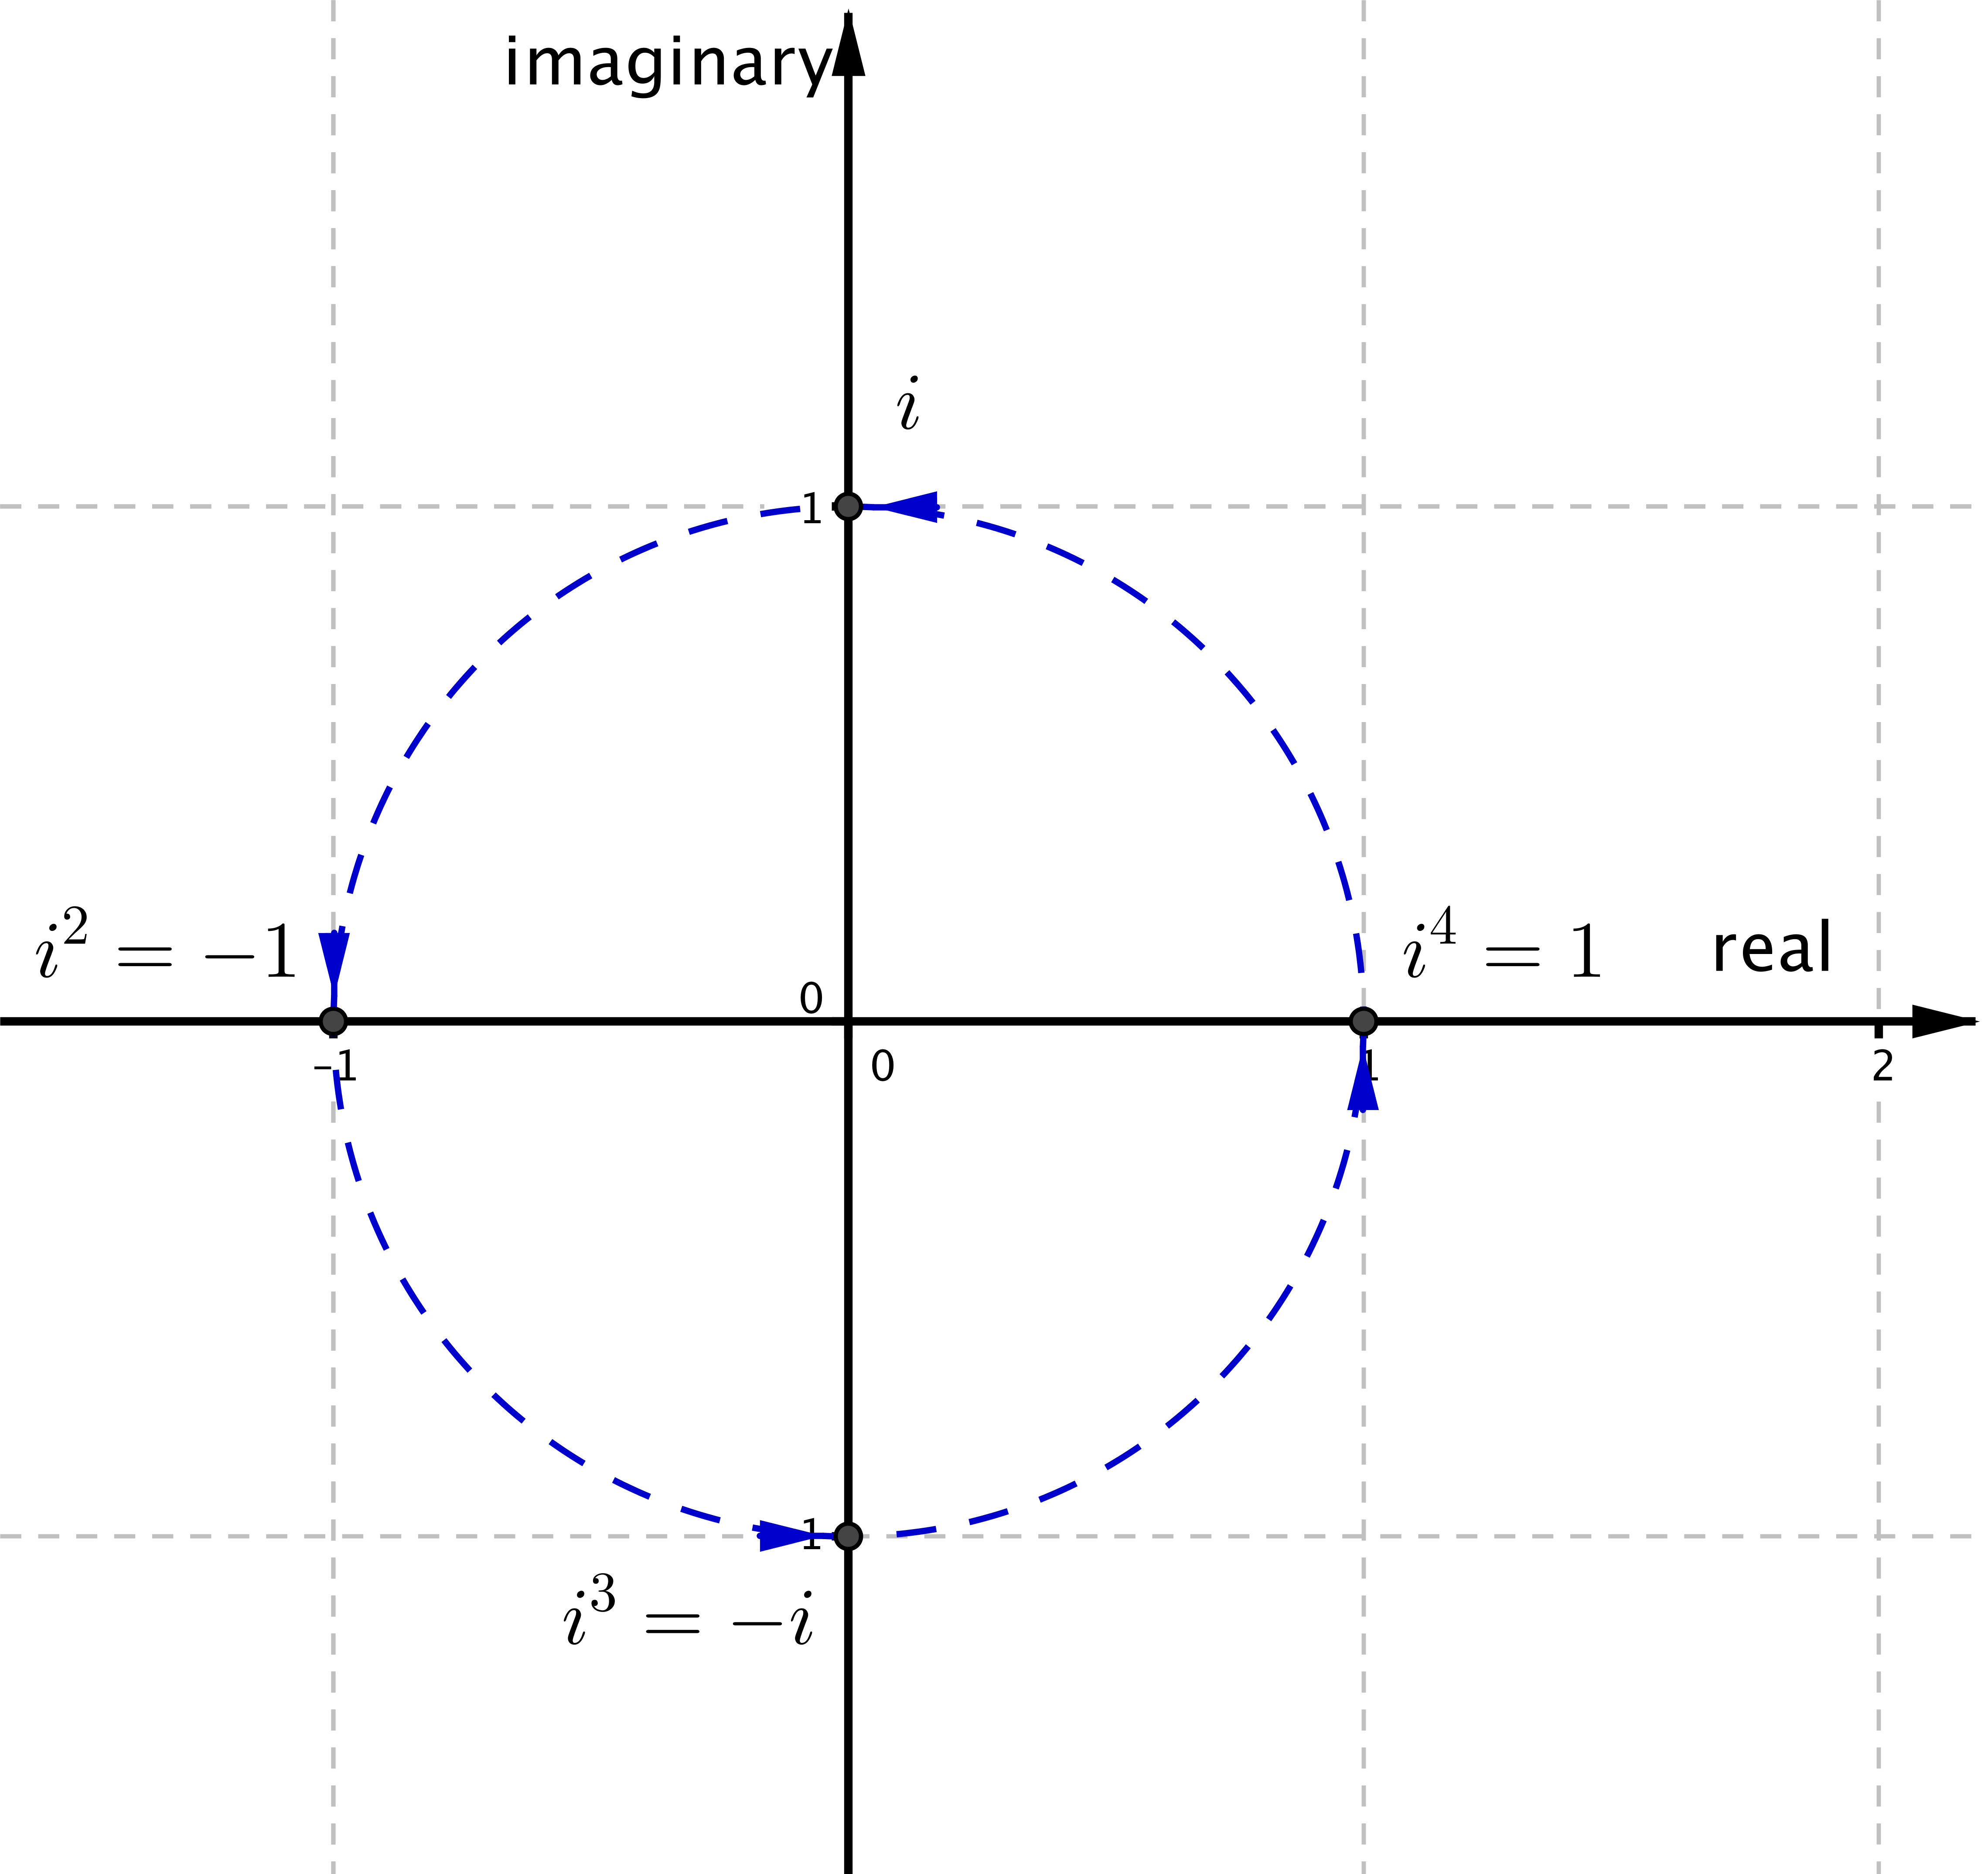 imaginary
i
1
i² = −1
i⁴ = 1
real
0
−1
0
1
2
1
i³ = −i